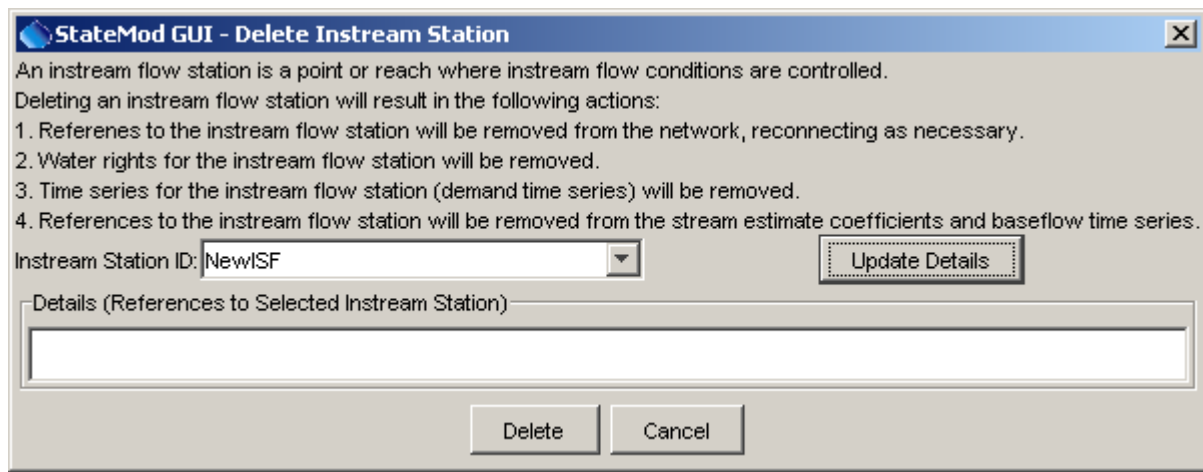 StateMod GUI - Delete Instream Station
An instream flow station is a point or reach where instream flow conditions are controlled.
Deleting an instream flow station will result in the following actions:
1. Referenes to the instream flow station will be removed from the network, reconnecting as necessary.
2. Water rights for the instream flow station will be removed.
3. Time series for the instream flow station (demand time series) will be removed.
4. References to the instream flow station will be removed from the stream estimate coefficients and baseflow time series.
Instream Station ID: NewISF Update Details
Details (References to Selected Instream Station)
Delete Cancel